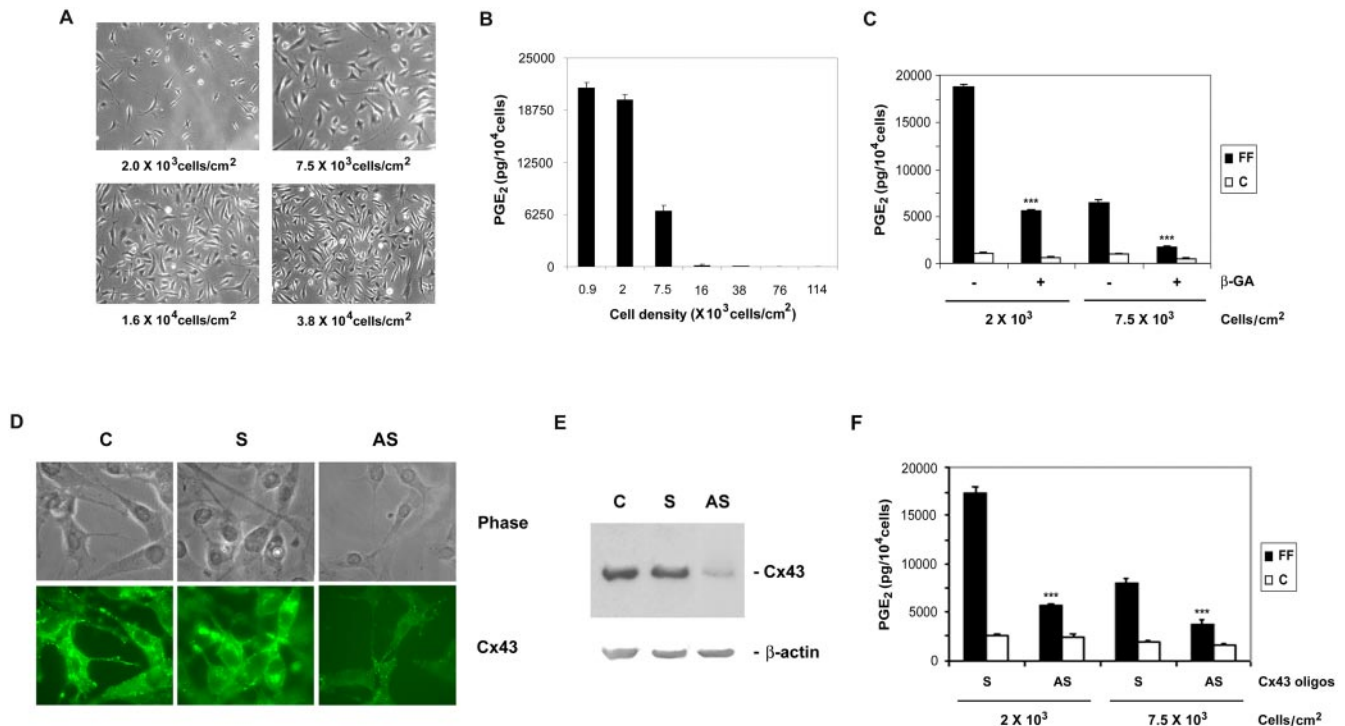 A
2.0 X 10³cells/cm²
7.5 X 10³cells/cm²
1.6 X 10⁴cells/cm²
3.8 X 10⁴cells/cm²
B
PGE₂ (pg/10⁴cells)
25000
18750
12500
6250
0
0.9 2 7.5 16 38 76 114
Cell density (X10³cells/cm²)
C
PGE₂ (pg/10⁴cells)
20000
15000
10000
5000
0
***
***
FF
C
- + - + β-GA
2 X 10³ 7.5 X 10³ Cells/cm²
D
C S AS
Phase
Cx43
E
C S AS
- Cx43
- β-actin
F
PGE₂ (pg/10⁴cells)
20000
15000
10000
5000
0
***
***
FF
C
S AS S AS Cx43 oligos
2 X 10³ 7.5 X 10³ Cells/cm²